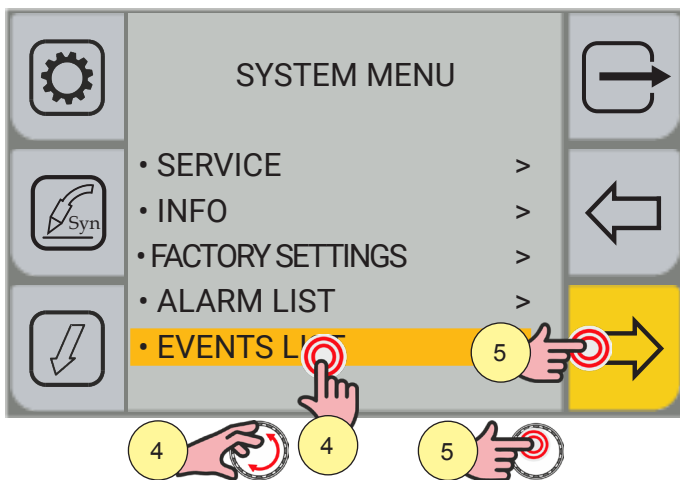 SYSTEM MENU
• SERVICE >
• INFO >
Syn
• FACTORY SETTINGS >
• ALARM LIST >
• EVENTS LIST
5
4
4
5